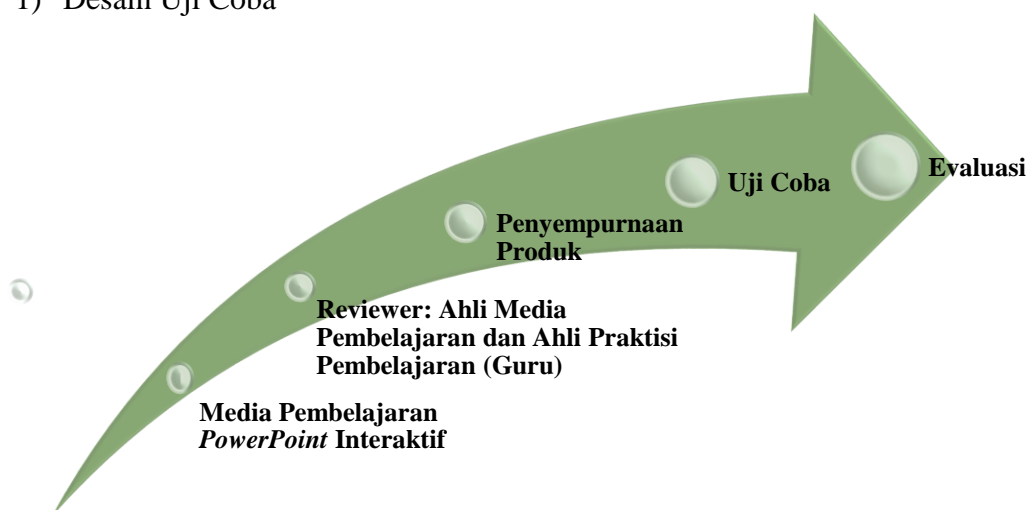 1) Desain Uji Coba
Evaluasi
Uji Coba
Penyempurnaan
Produk
Reviewer: Ahli Media
Pembelajaran dan Ahli Praktisi
Pembelajaran (Guru)
Media Pembelajaran
PowerPoint Interaktif